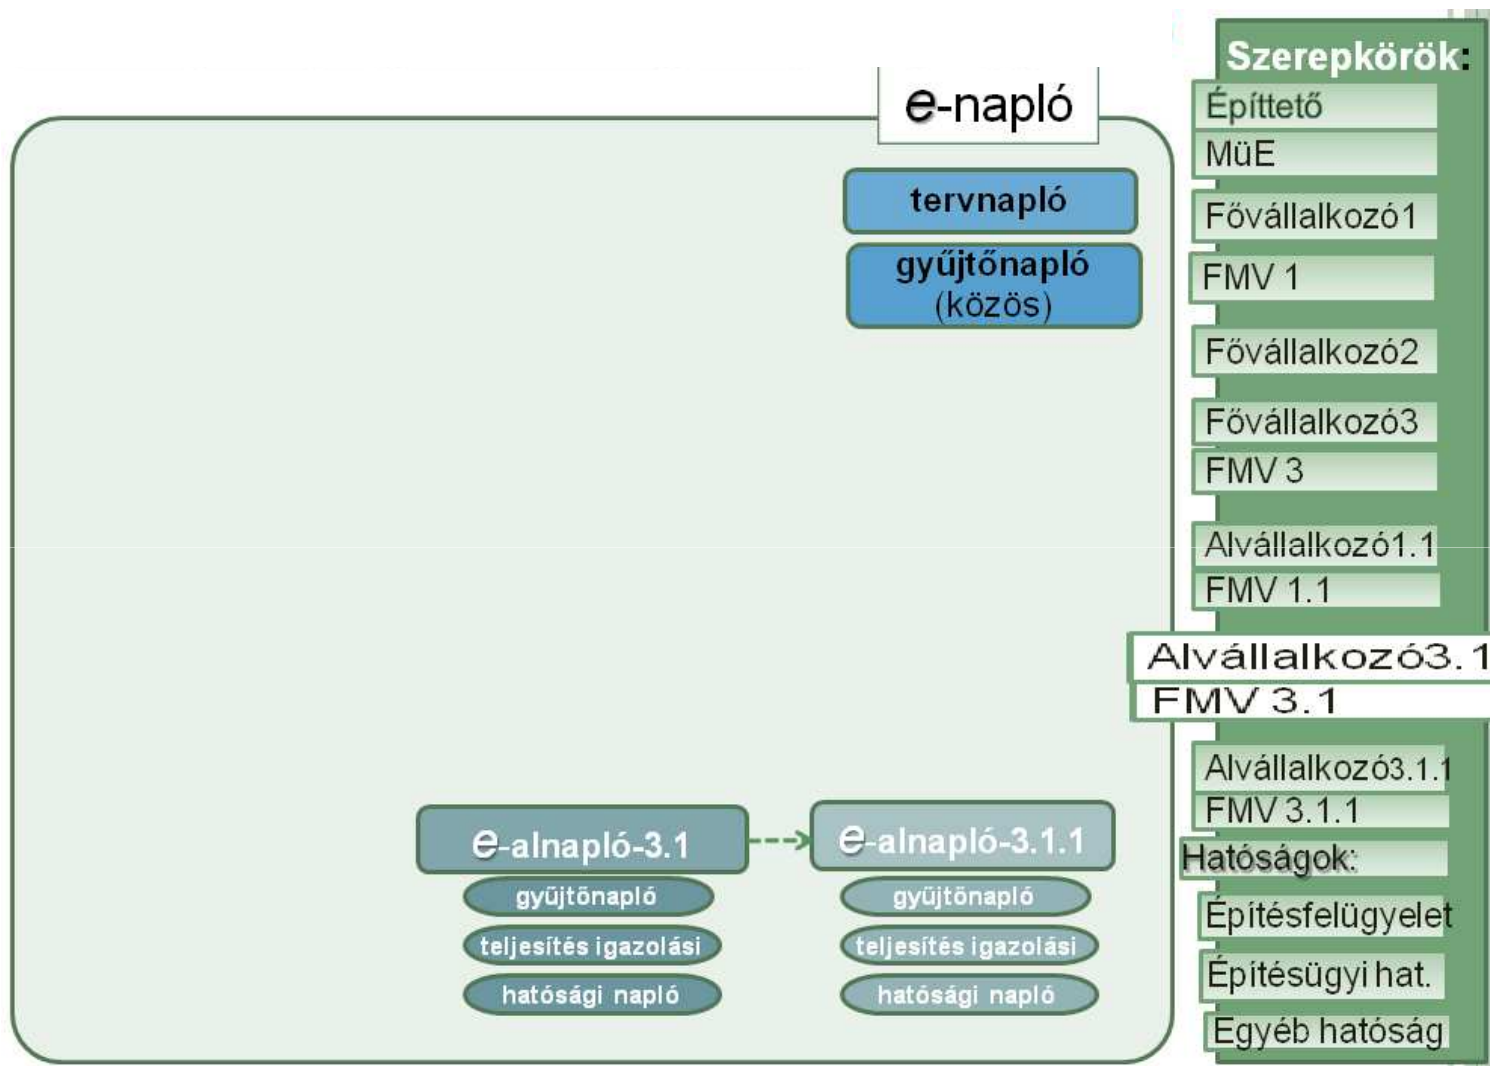 e-napló
tervnapló
gyűjtőnapló
(közös)
e-alnapló-3.1
gyűjtőnapló
teljesítés igazolási
hatósági napló
e-alnapló-3.1.1
gyűjtőnapló
teljesítés igazolási
hatósági napló
Szerepkörök:
Építtető
MüE
Fővállalkozó1
FMV 1
Fővállalkozó2
Fővállalkozó3
FMV 3
Alvállalkozó1.1
FMV 1.1
Alvállalkozó3.1
FMV 3.1
Alvállalkozó3.1.1
FMV 3.1.1
Hatóságok:
Építésfelügyelet
Építésügyi hat.
Egyéb hatóság